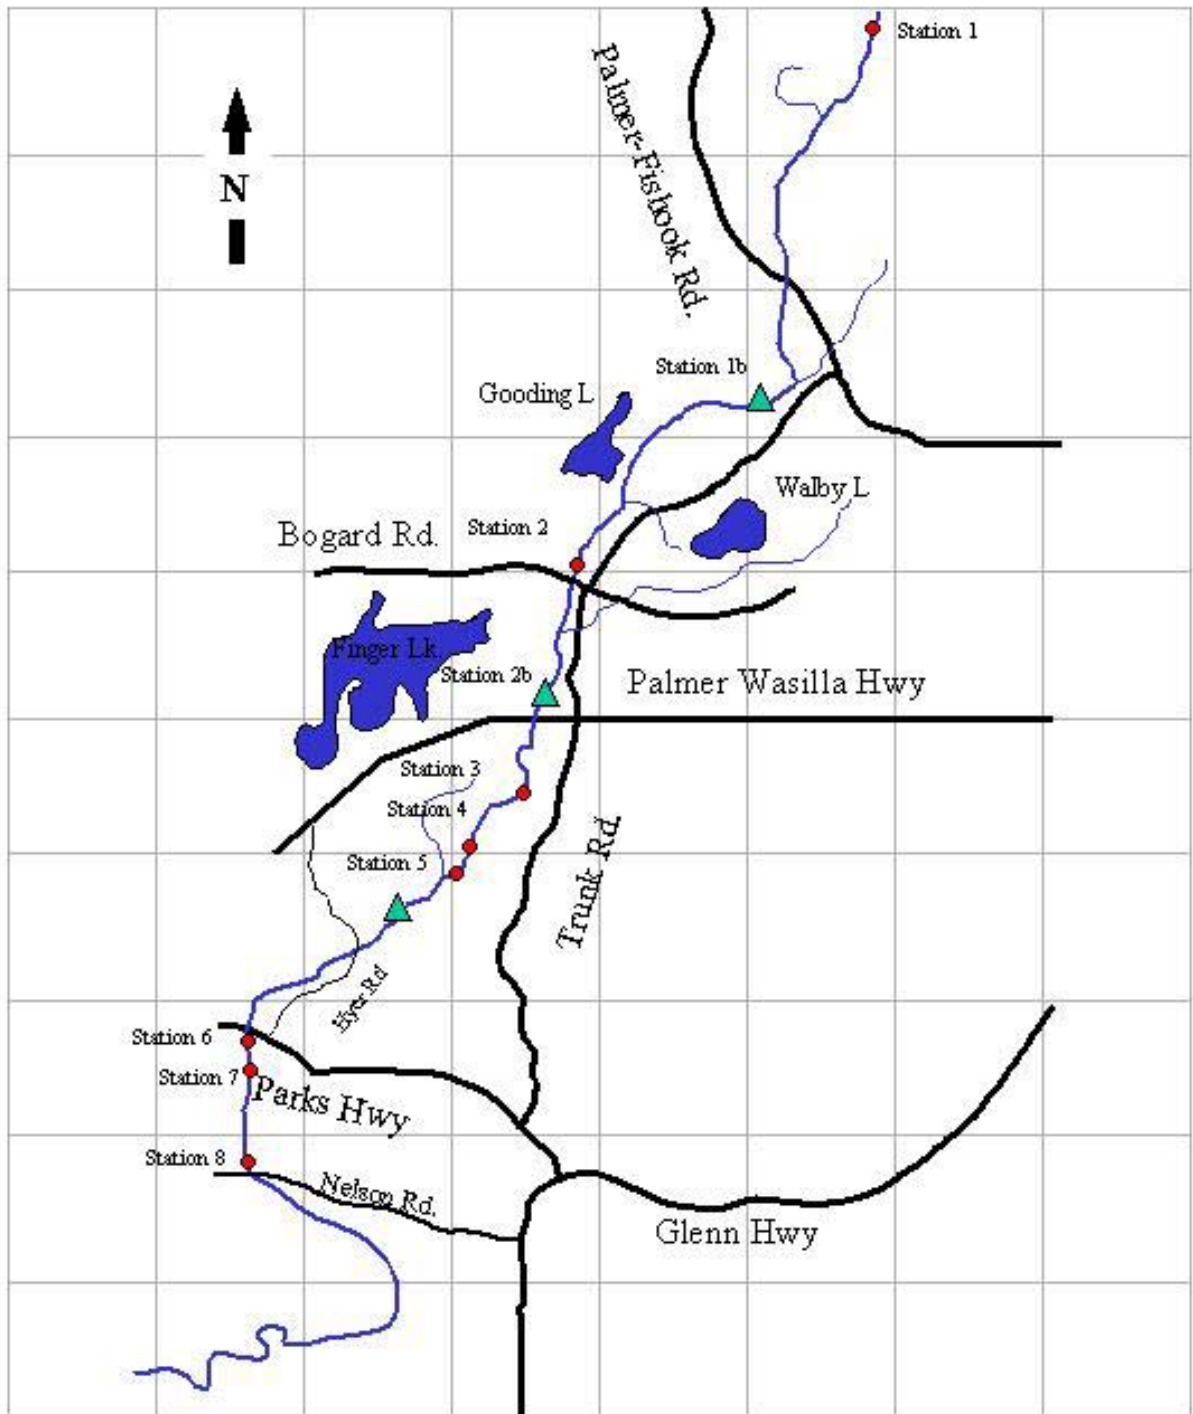 Station 1
Palmer-Fishook Rd.
N
Station 1b
Gooding L
Walby L
Station 2
Bogard Rd.
Finger Lk.
Station 2b
Palmer Wasilla Hwy
Station 3
Station 4
Trunk Rd.
Station 5
Hyer Rd
Station 6
Station 7
Parks Hwy
Station 8
Nelson Rd.
Glenn Hwy